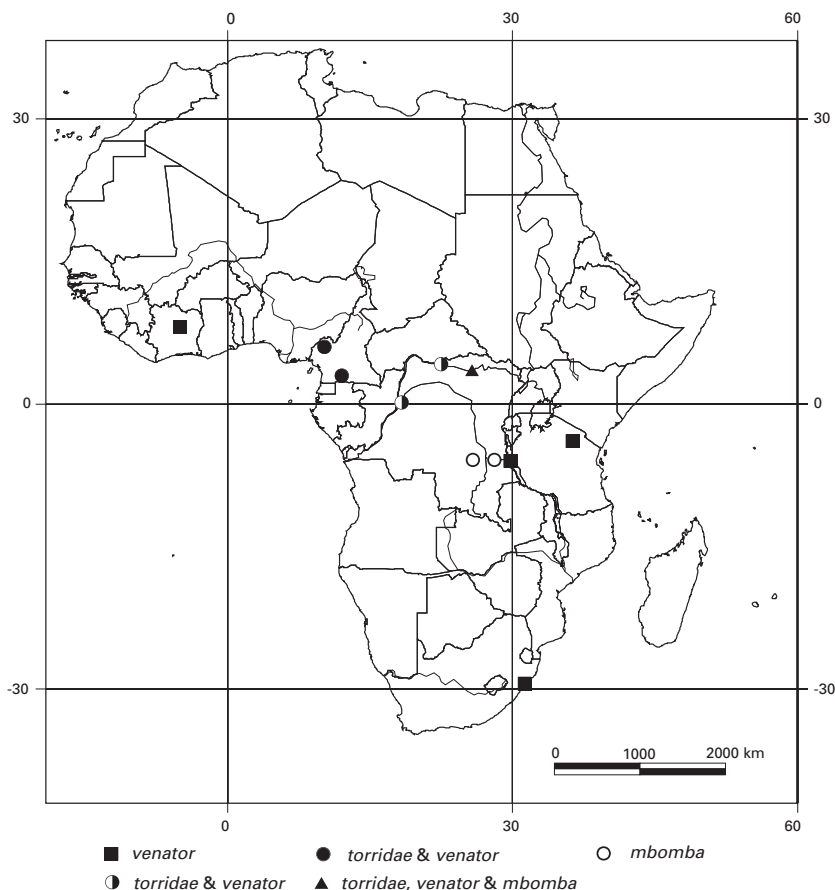 0 30 60
30 30
0 0
-30 -30
0 1000 2000 km
0 30 60
venator torridae & venator mbomba
torridae & venator torridae, venator & mbomba